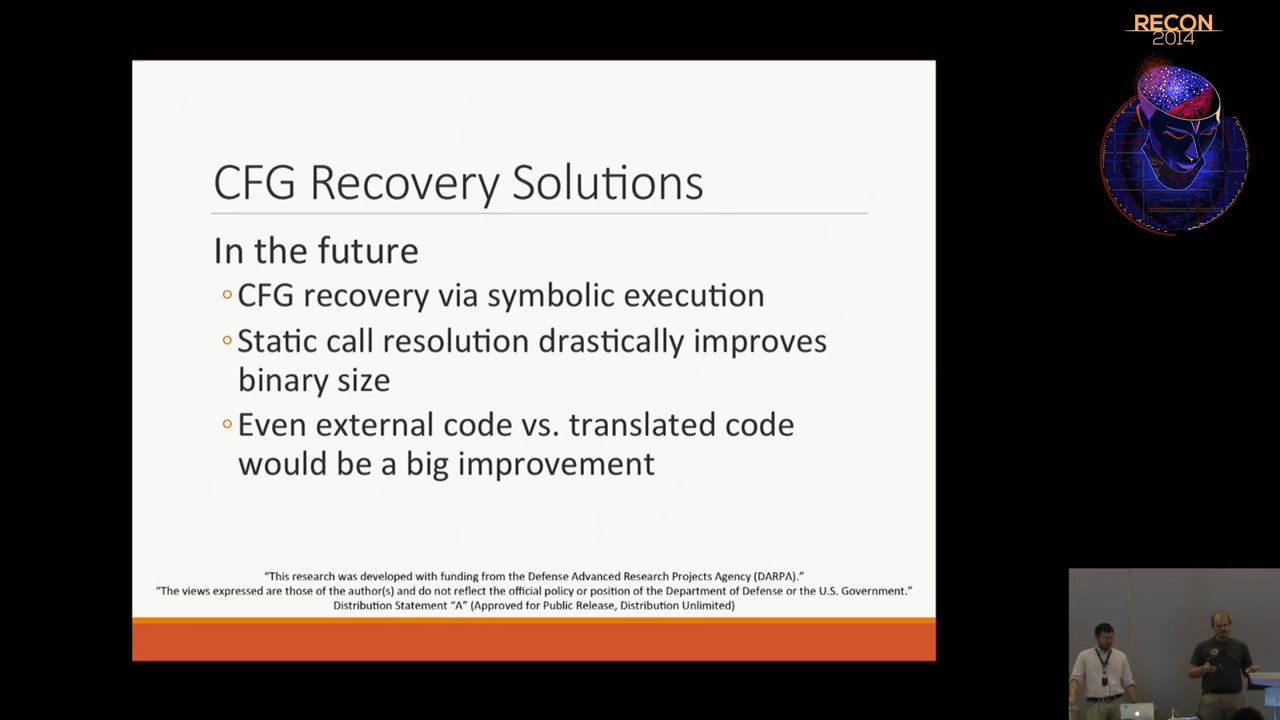 RECON
2014
CFG Recovery Solutions
In the future
CFG recovery via symbolic execution
Static call resolution drastically improves
binary size
Even external code vs. translated code
would be a big improvement
“This research was developed with funding from the Defense Advanced Research Projects Agency (DARPA).”
“The views expressed are those of the author(s) and do not reflect the official policy or position of the Department of Defense or the U.S. Government.”
Distribution Statement “A” (Approved for Public Release, Distribution Unlimited)